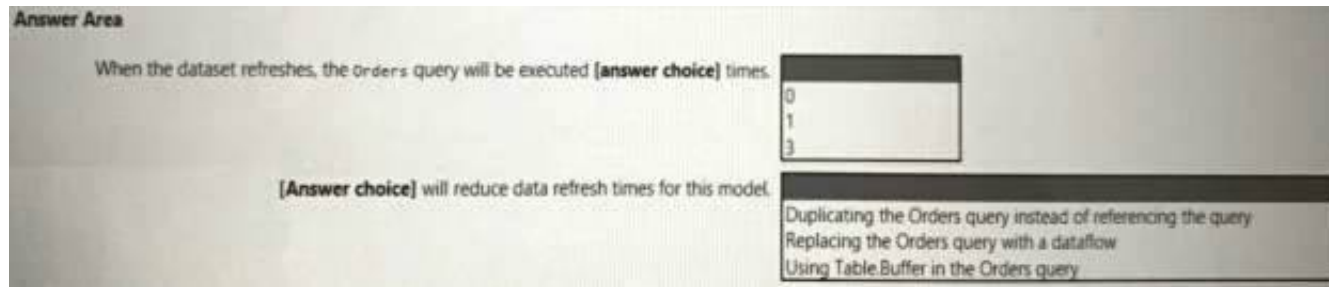 Answer Area
When the dataset refreshes, the Orders query will be executed [answer choice] times.
0
1
3
[Answer choice] will reduce data refresh times for this model.
Duplicating the Orders query instead of referencing the query
Replacing the Orders query with a dataflow
Using Table.Buffer in the Orders query